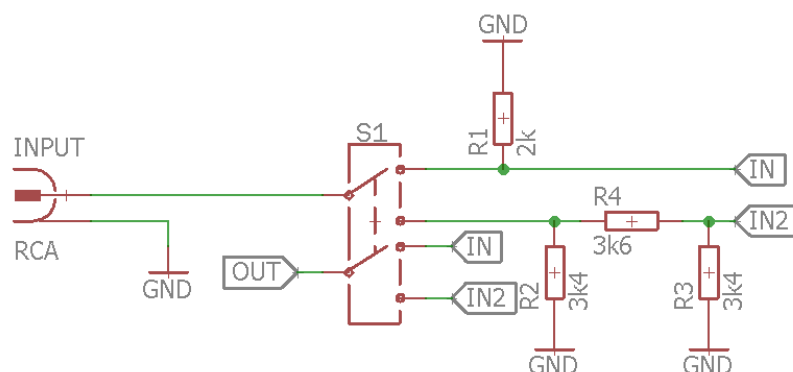 GND
INPUT
S1
R1
2k
IN
R4
IN2
RCA
3k6
OUT
IN
GND
IN2
R2
3k4
R3
3k4
GND
GND